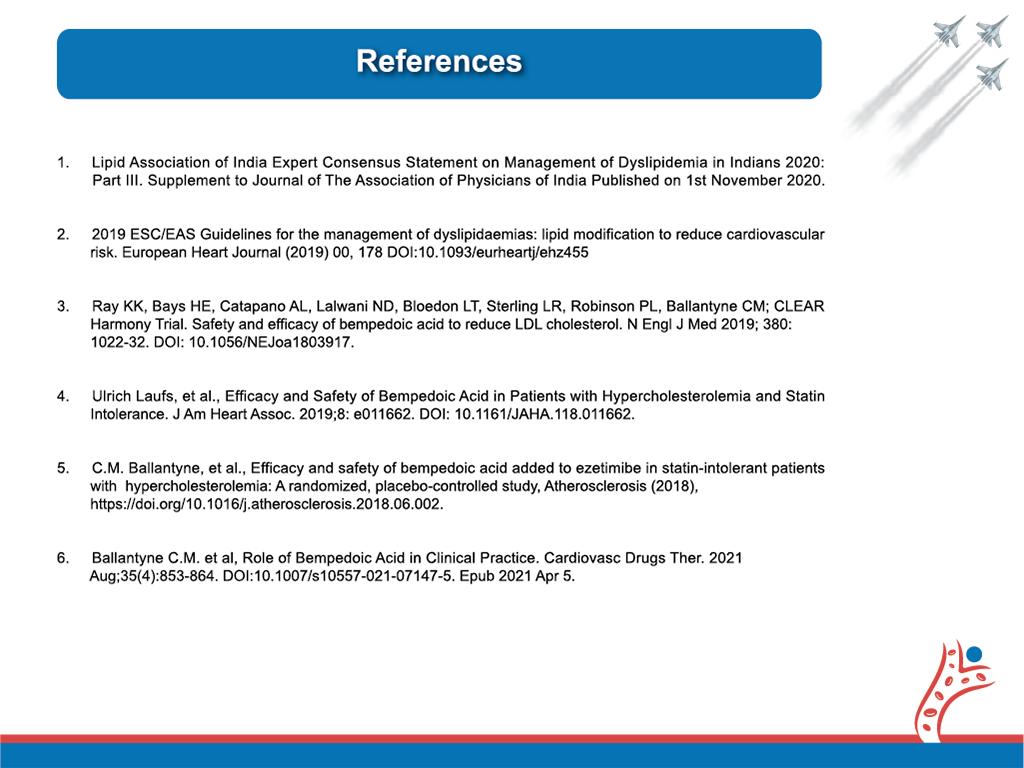 References
1. Lipid Association of India Expert Consensus Statement on Management of Dyslipidemia in Indians 2020:
Part III. Supplement to Journal of The Association of Physicians of India Published on 1st November 2020.
2. 2019 ESC/EAS Guidelines for the management of dyslipidaemias: lipid modification to reduce cardiovascular
risk. European Heart Journal (2019) 00, 178 DOI:10.1093/eurheartj/ehz455
3. Ray KK, Bays HE, Catapano AL, Lalwani ND, Bloedon LT, Sterling LR, Robinson PL, Ballantyne CM; CLEAR
Harmony Trial. Safety and efficacy of bempedoic acid to reduce LDL cholesterol. N Engl J Med 2019; 380:
1022-32. DOI: 10.1056/NEJoa1803917.
4. Ulrich Laufs, et al., Efficacy and Safety of Bempedoic Acid in Patients with Hypercholesterolemia and Statin
Intolerance. J Am Heart Assoc. 2019;8: e011662. DOI: 10.1161/JAHA.118.011662.
5. C.M. Ballantyne, et al., Efficacy and safety of bempedoic acid added to ezetimibe in statin-intolerant patients
with hypercholesterolemia: A randomized, placebo-controlled study, Atherosclerosis (2018),
https://doi.org/10.1016/j.atherosclerosis.2018.06.002.
6. Ballantyne C.M. et al, Role of Bempedoic Acid in Clinical Practice. Cardiovasc Drugs Ther. 2021
Aug;35(4):853-864. DOI:10.1007/s10557-021-07147-5. Epub 2021 Apr 5.